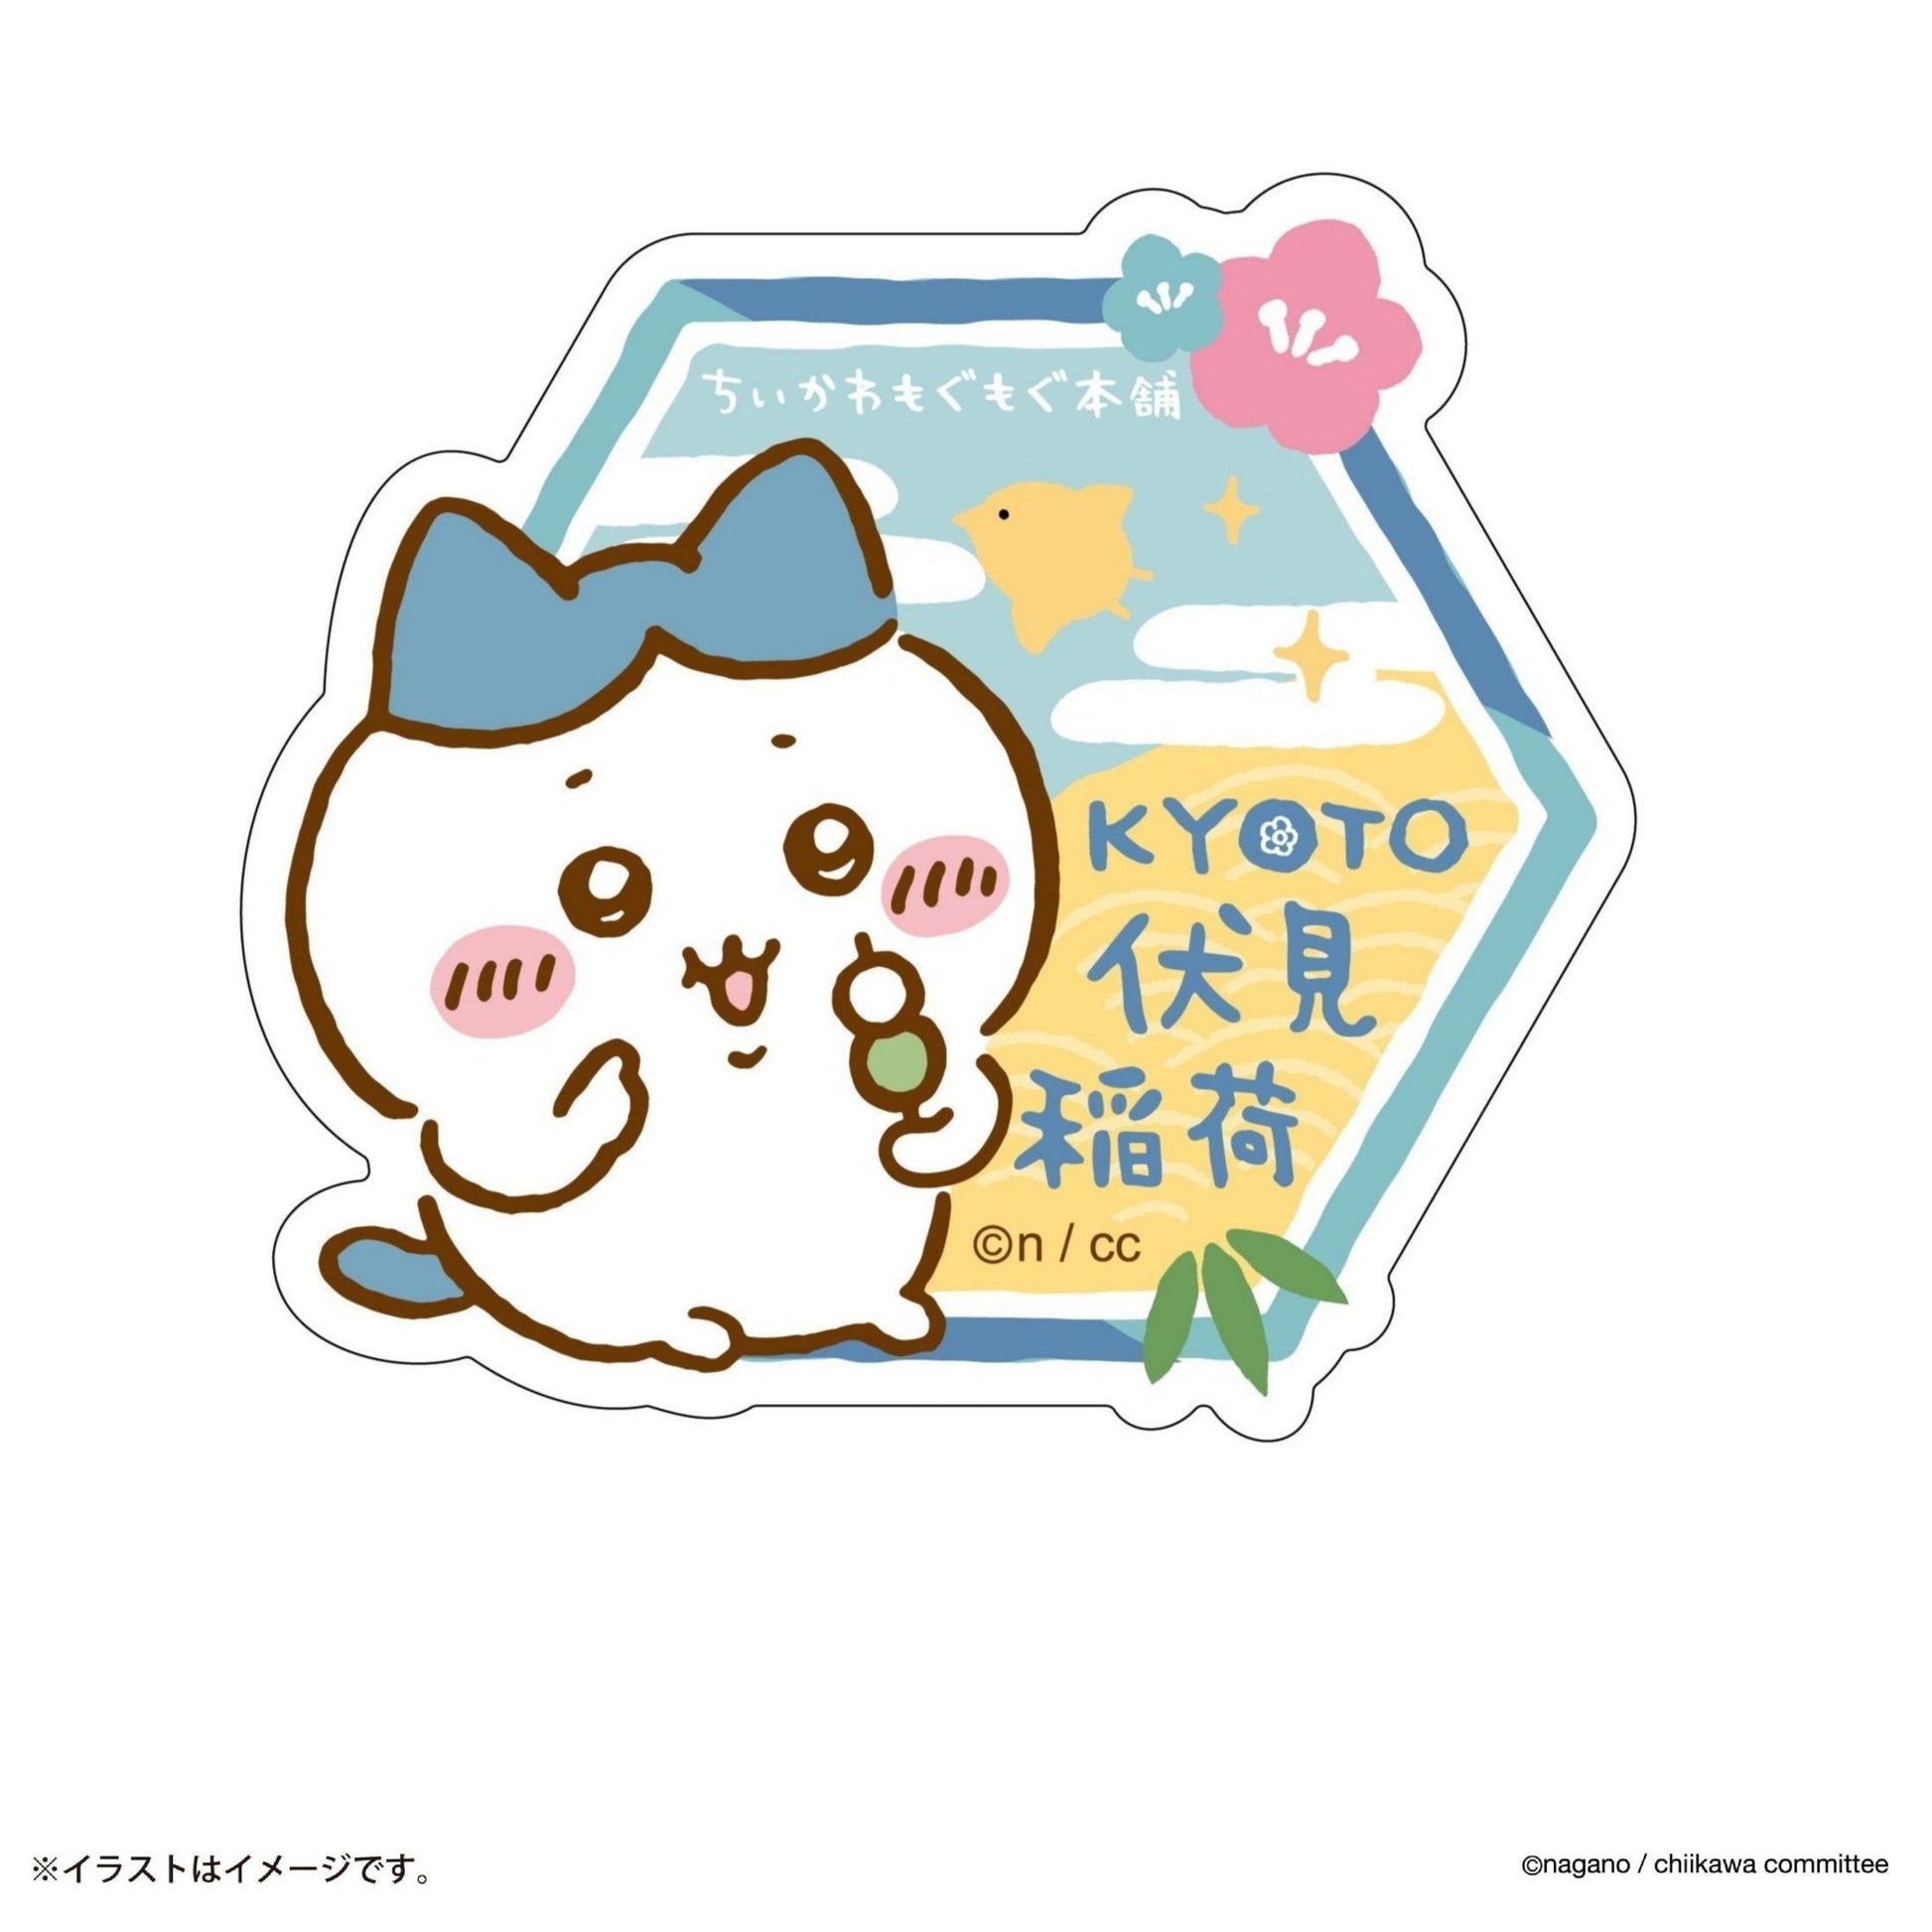 ちいかわもぐもぐ本舗
KYOTO
伏見
稲荷
©n / cc
※イラストはイメージです。
©nagano / chiikawa committee